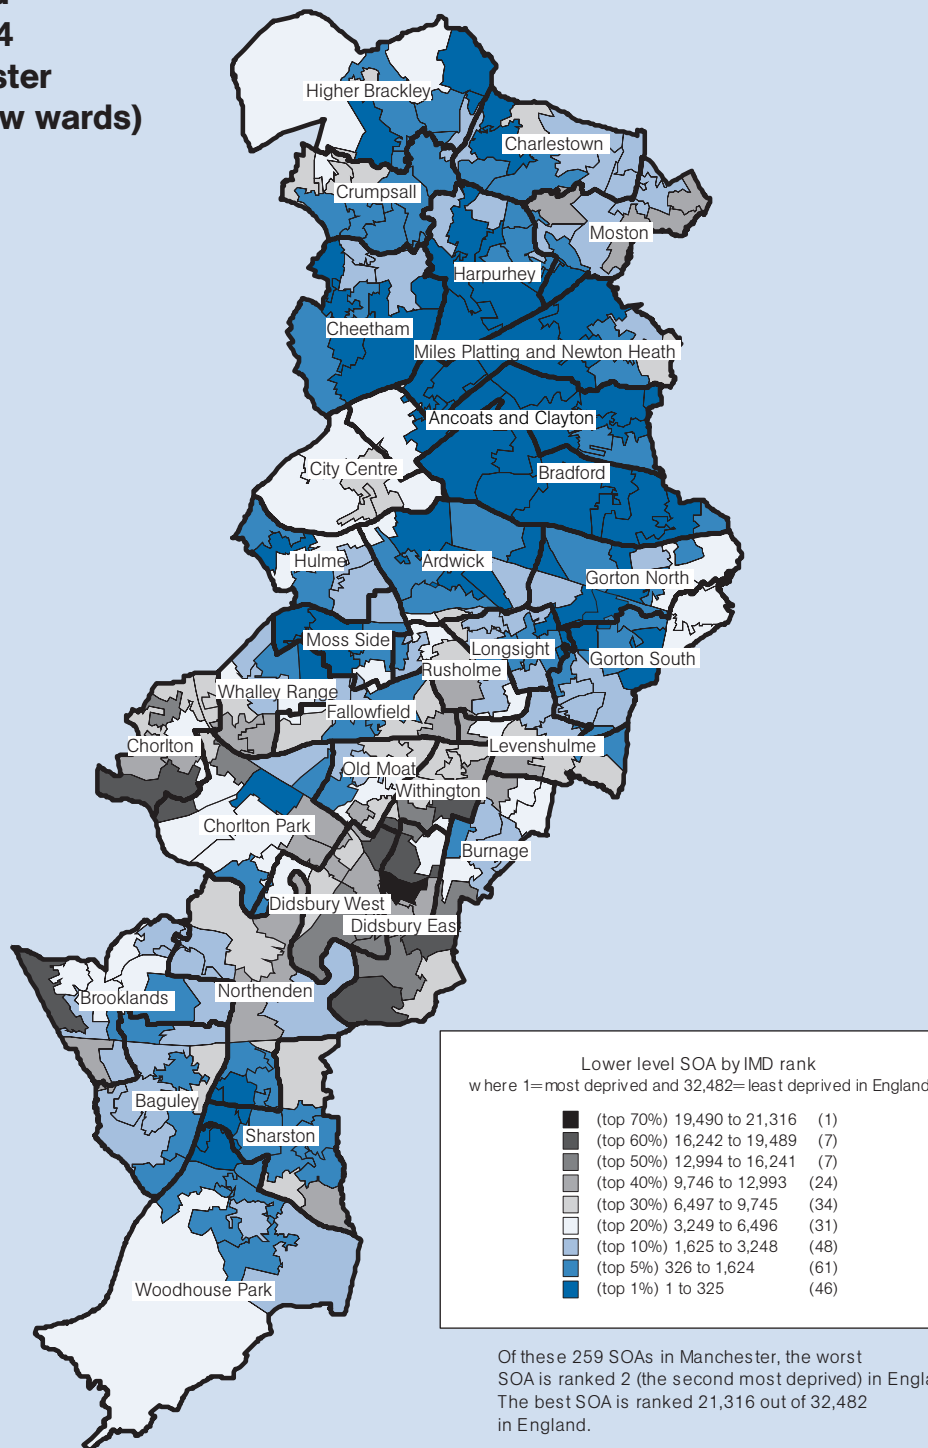 4
ster
w wards)
Higher Brackley
Charlestown
Crumpsall
Moston
Harpurhey
Cheetham
Miles Platting and Newton Heath
Ancoats and Clayton
City Centre
Bradford
Hulme
Ardwick
Gorton North
Moss Side
Longsight
Gorton South
Rusholme
Whalley Range
Fallowfield
Chorlton
Levenshulme
Old Moat
Withington
Chorlton Park
Burnage
Didsbury West
Didsbury Eas
Brooklands
Northenden
Baguley
Sharston
Woodhouse Park
Lower level SOA by IMD rank
where 1=most deprived and 32,482=least deprived in England
(top 70%) 19,490 to 21,316 (1)
(top 60%) 16,242 to 19,489 (7)
(top 50%) 12,994 to 16,241 (7)
(top 40%) 9,746 to 12,993 (24)
(top 30%) 6,497 to 9,745 (34)
(top 20%) 3,249 to 6,496 (31)
(top 10%) 1,625 to 3,248 (48)
(top 5%) 326 to 1,624 (61)
(top 1%) 1 to 325 (46)
Of these 259 SOAs in Manchester, the worst
SOA is ranked 2 (the second most deprived) in Engla
The best SOA is ranked 21,316 out of 32,482
in England.